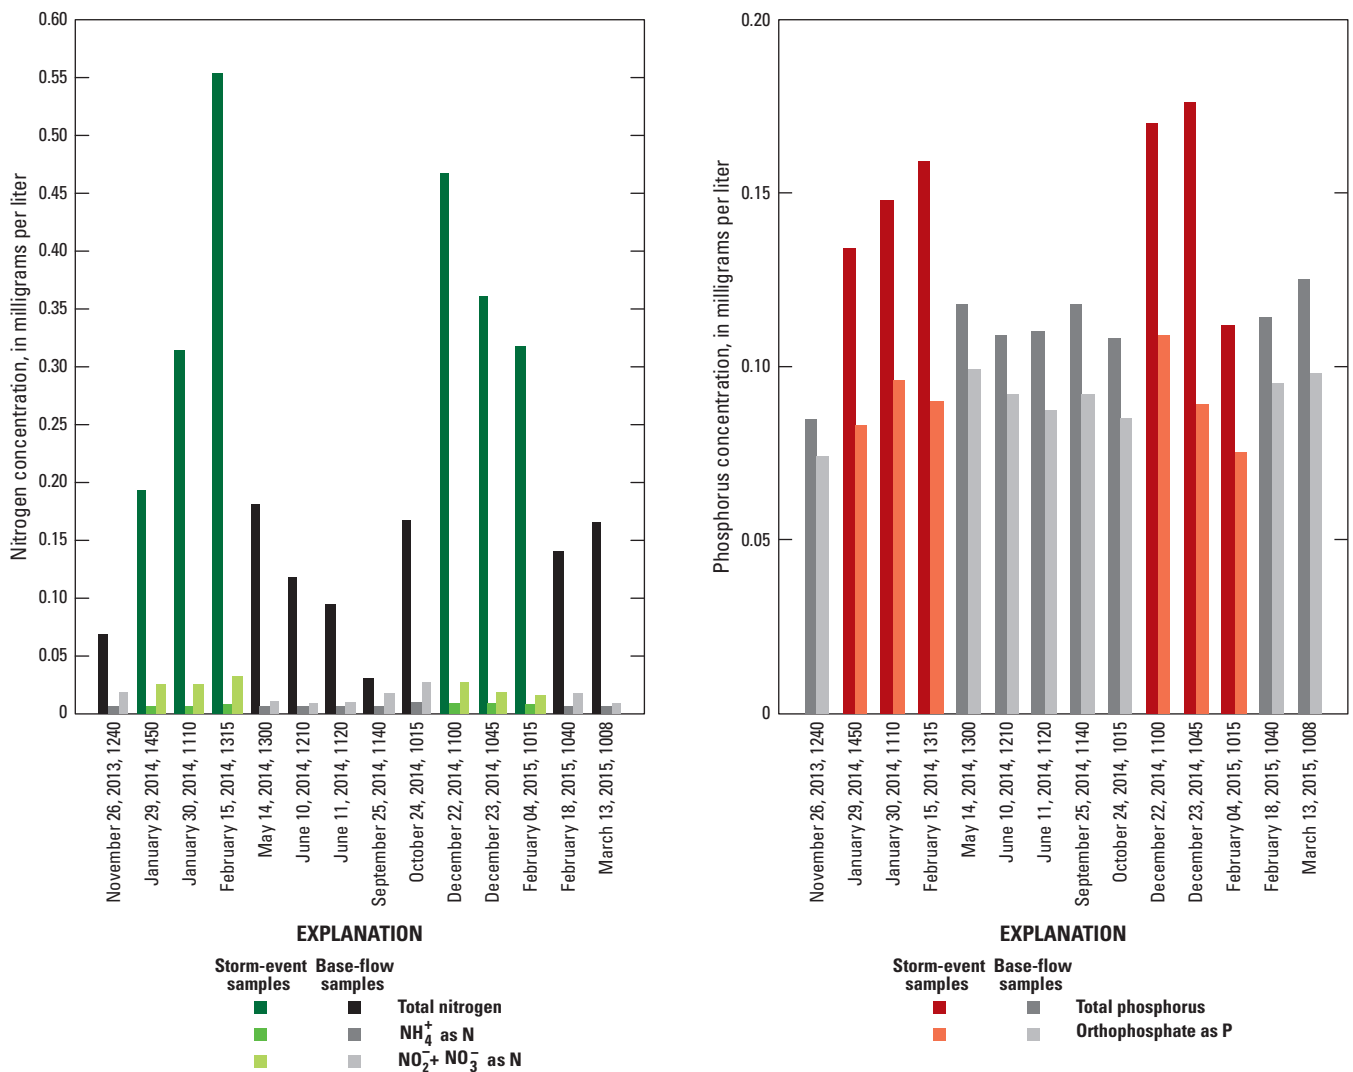 Nitrogen concentration, in milligrams per liter
0.60
0.55
0.50
0.45
0.40
0.35
0.30
0.25
0.20
0.15
0.10
0.05
0
November 26, 2013, 1240
January 29, 2014, 1450
January 30, 2014, 1110
February 15, 2014, 1315
May 14, 2014, 1300
June 10, 2014, 1210
June 11, 2014, 1120
September 25, 2014, 1140
October 24, 2014, 1015
December 22, 2014, 1100
December 23, 2014, 1045
February 04, 2015, 1015
February 18, 2015, 1040
March 13, 2015, 1008
EXPLANATION
Storm-event samples
Base-flow samples
Total nitrogen
NH₄⁺ as N
NO₂⁻+ NO₃⁻ as N
Phosphorus concentration, in milligrams per liter
0.20
0.15
0.10
0.05
0
November 26, 2013, 1240
January 29, 2014, 1450
January 30, 2014, 1110
February 15, 2014, 1315
May 14, 2014, 1300
June 10, 2014, 1210
June 11, 2014, 1120
September 25, 2014, 1140
October 24, 2014, 1015
December 22, 2014, 1100
December 23, 2014, 1045
February 04, 2015, 1015
February 18, 2015, 1040
March 13, 2015, 1008
EXPLANATION
Storm-event samples
Base-flow samples
Total phosphorus
Orthophosphate as P